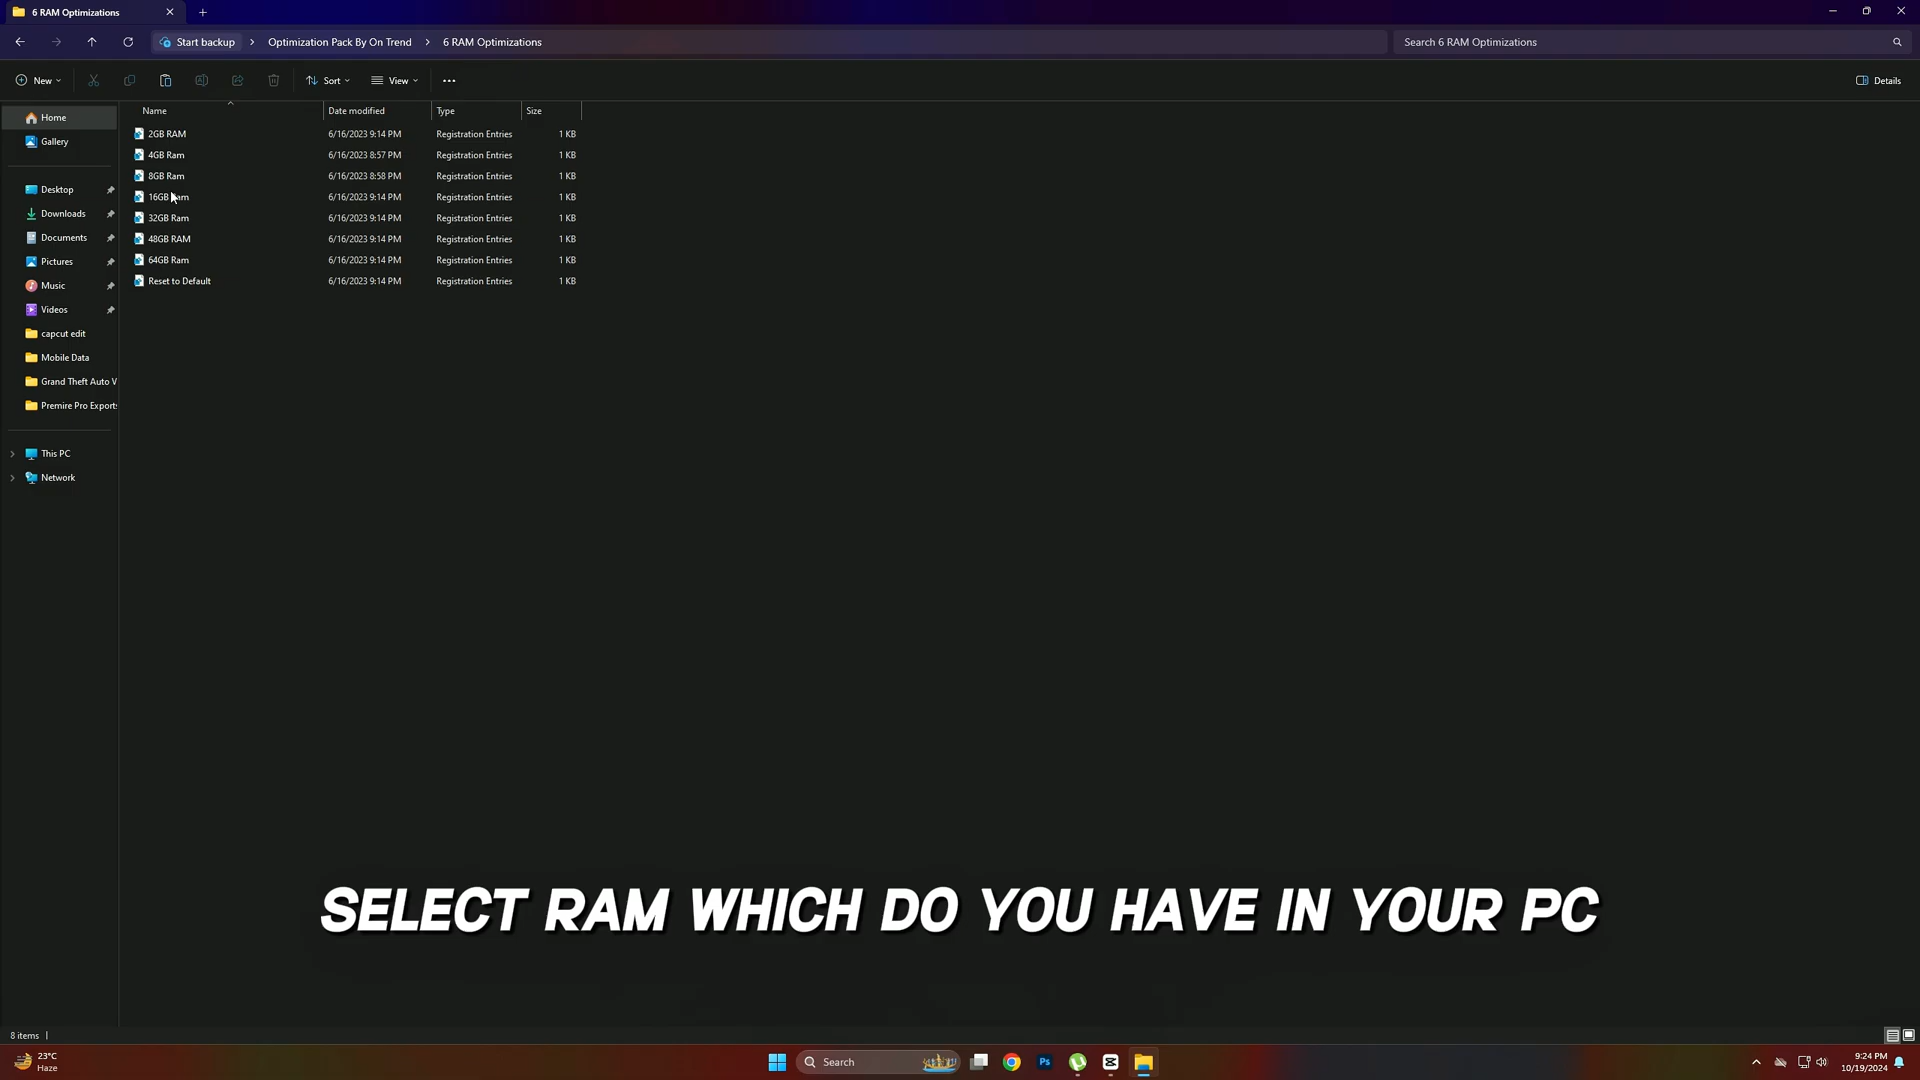 6 RAM Optimizations
Start backup > Optimization Pack By On Trend > 6 RAM Optimizations
Search 6 RAM Optimizations
New
Sort
View
Details
Home
Gallery
Desktop
Downloads
Documents
Pictures
Music
Videos
capcut edit
Mobile Data
Grand Theft Auto V
Premire Pro Exports
This PC
Network
Name Date modified Type Size
2GB RAM 6/16/2023 9:14 PM Registration Entries 1 KB
4GB Ram 6/16/2023 8:57 PM Registration Entries 1 KB
8GB Ram 6/16/2023 8:58 PM Registration Entries 1 KB
16GB Ram 6/16/2023 9:14 PM Registration Entries 1 KB
32GB Ram 6/16/2023 9:14 PM Registration Entries 1 KB
48GB RAM 6/16/2023 9:14 PM Registration Entries 1 KB
64GB Ram 6/16/2023 9:14 PM Registration Entries 1 KB
Reset to Default 6/16/2023 9:14 PM Registration Entries 1 KB
SELECT RAM WHICH DO YOU HAVE IN YOUR PC
8 items
23°C
Haze
Search
Ps
9:24 PM
10/19/2024